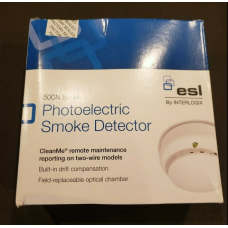 esl
By INTERLOGIX
Photoelectric
Smoke Detector
CleanMe® remote maintenance
reporting on two-wire models
Built-in drift compensation
Field-replaceable optical chamber